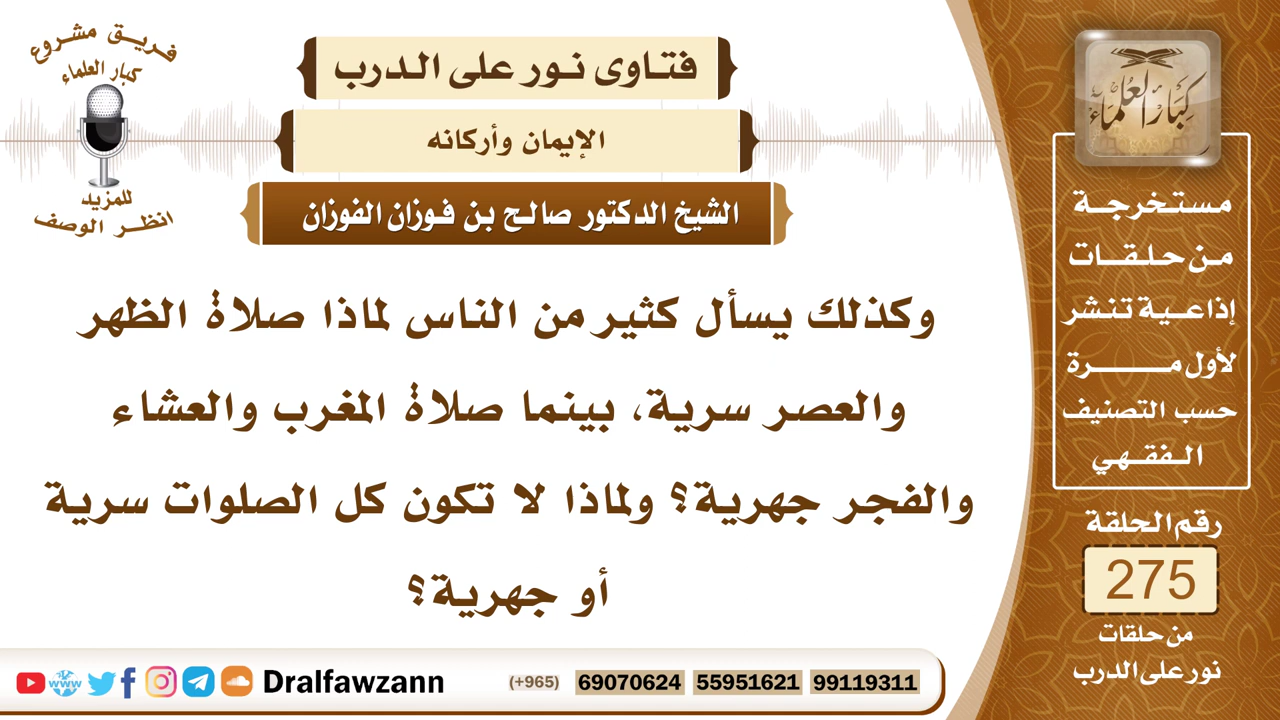 فريق مشروع
كبار العلماء
للمزيد
انظر الوصف
فتاوى نور على الدرب
الإيمان وأركانه
الشيخ الدكتور صالح بن فوزان الفوزان
وكذلك يسأل كثير من الناس لماذا صلاة الظهر
والعصر سرية، بينما صلاة المغرب والعشاء
والفجر جهرية؟ ولماذا لا تكون كل الصلوات سرية
أو جهرية؟
كبار العلماء
مستخرجة
من حلقات
إذاعية تنشر
لأول مرة
حسب التصنيف
الفقهي
رقم الحلقة
275
من حلقات
نور على الدرب
www Dralfawzann (+965) 69070624 55951621 99119311